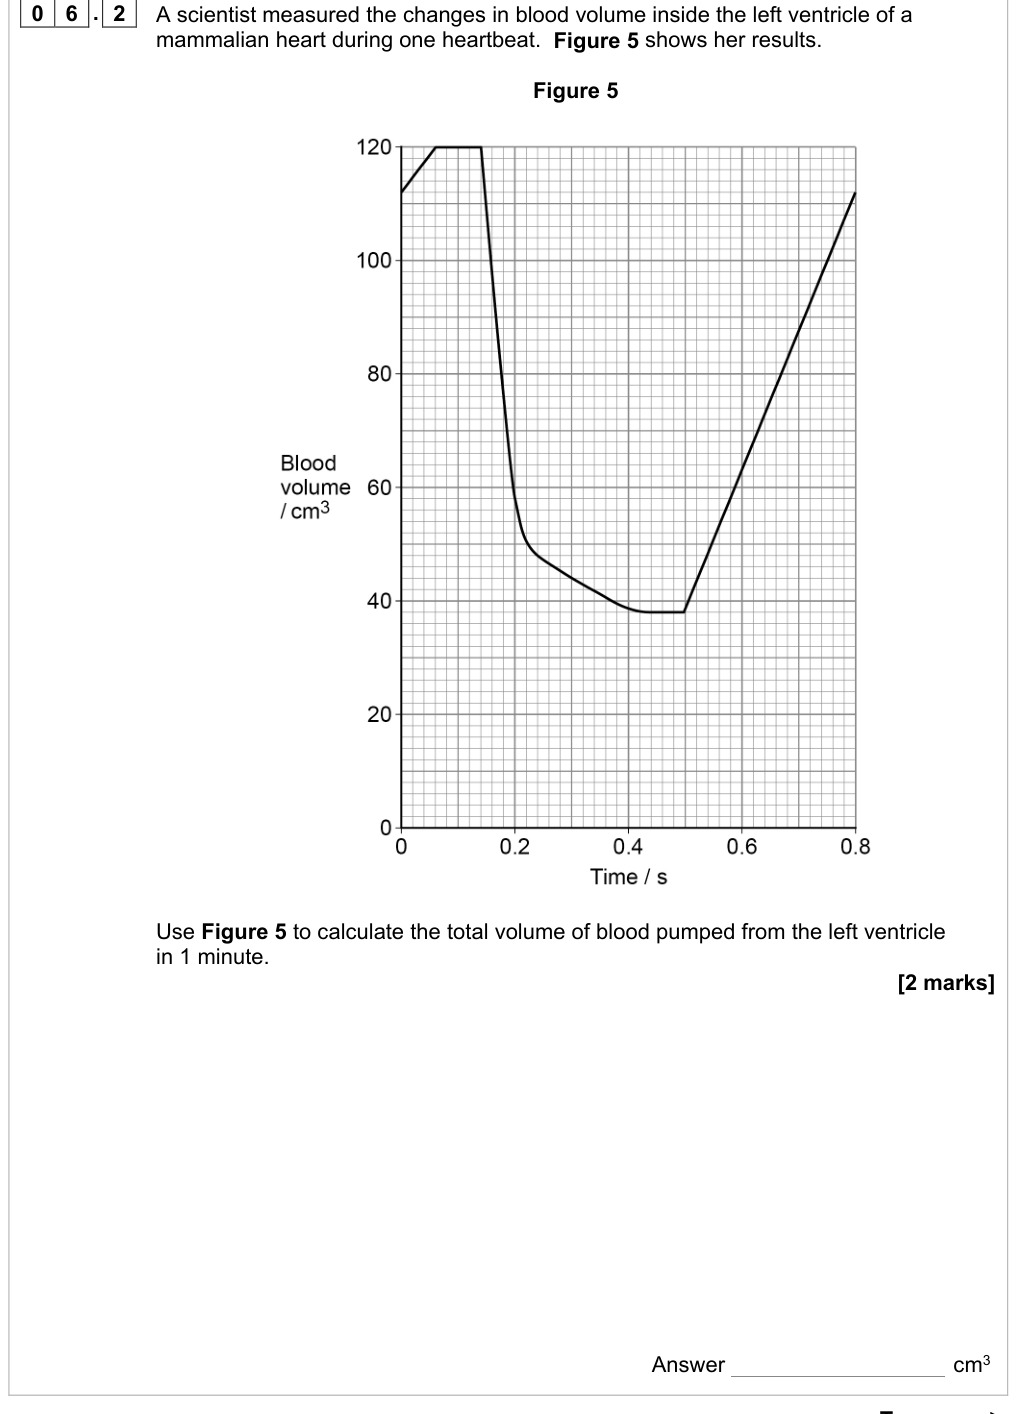 0 6 . 2 A scientist measured the changes in blood volume inside the left ventricle of a
mammalian heart during one heartbeat. Figure 5 shows her results.
Figure 5
120
100
80
60
40
20
0
Blood
volume
/ cm³
0 0.2 0.4 0.6 0.8
Time / s
Use Figure 5 to calculate the total volume of blood pumped from the left ventricle
in 1 minute.
[2 marks]
Answer cm³